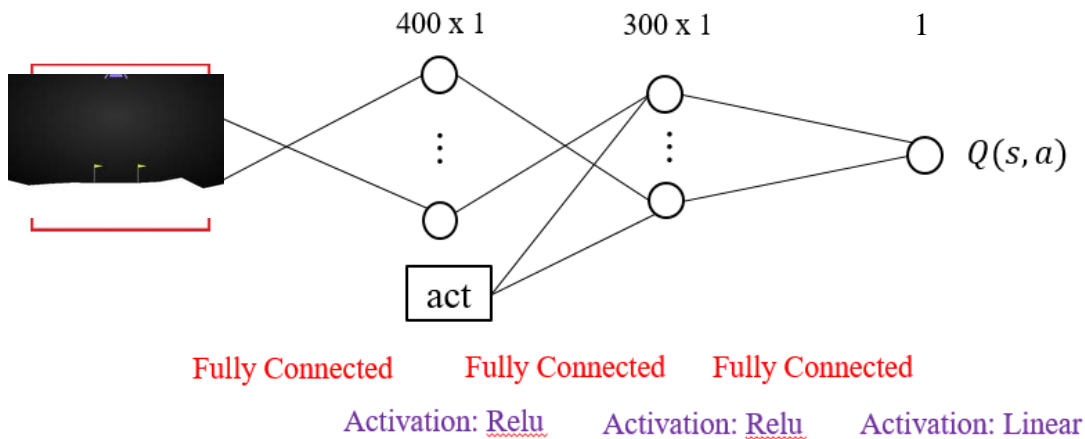 400 x 1 300 x 1 1
Q(s, a)
act
Fully Connected Fully Connected Fully Connected
Activation: Relu Activation: Relu Activation: Linear